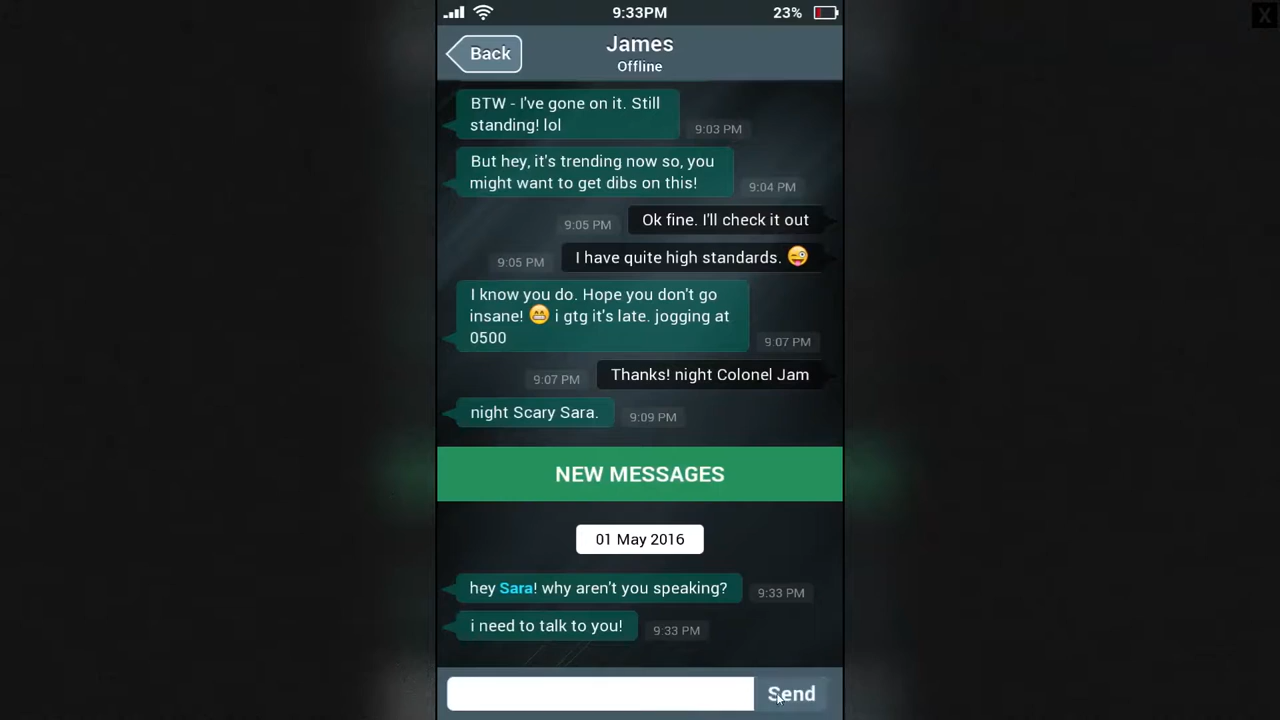 9:33PM
23%
X
Back
James
Offline
BTW - I've gone on it. Still
standing! lol
9:03 PM
But hey, it's trending now so, you
might want to get dibs on this!
9:04 PM
9:05 PM
Ok fine. I'll check it out
9:05 PM
I have quite high standards. 😜
I know you do. Hope you don't go
insane! 😁 i gtg it's late. jogging at
0500
9:07 PM
9:07 PM
Thanks! night Colonel Jam
night Scary Sara.
9:09 PM
NEW MESSAGES
01 May 2016
hey Sara! why aren't you speaking?
9:33 PM
i need to talk to you!
9:33 PM
Send